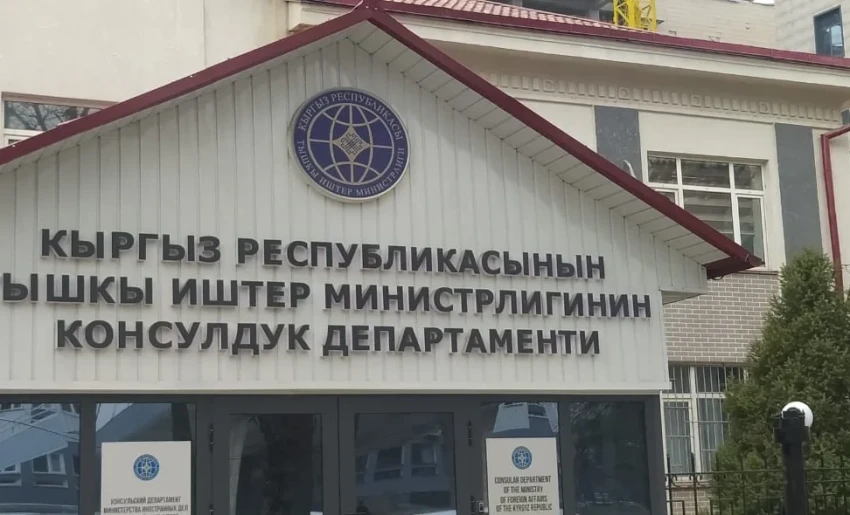 КЫРГЫЗ РЕСПУБЛИКАСЫ
ТЫШКЫ ИШТЕР МИНИСТРЛИГИ
КЫРГЫЗ РЕСПУБЛИКАСЫНЫН
ЫШКЫ ИШТЕР МИНИСТРЛИГИНИН
КОНСУЛДУК ДЕПАРТАМЕНТИ
КОНСУЛЬСКИЙ ДЕПАРТАМЕНТ
МИНИСТЕРСТВА ИНОСТРАННЫХ ДЕЛ
CONSULAR DEPARTMENT
OF THE MINISTRY
OF FOREIGN AFFAIRS
OF THE KYRGYZ REPUBLIC